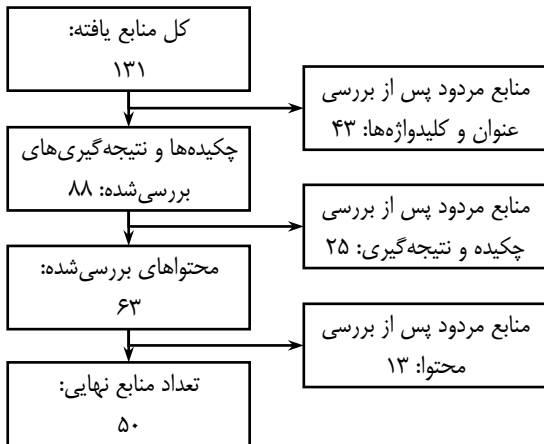 کل منابع یافته:
۱۳۱
منابع مردود پس از بررسی
عنوان و کلیدواژه‌ها: ۴۳
چکیده‌ها و نتیجه‌گیری‌های
بررسی‌شده: ۸۸
منابع مردود پس از بررسی
چکیده و نتیجه‌گیری: ۲۵
محتواهای بررسی‌شده:
۶۳
منابع مردود پس از بررسی
محتوا: ۱۳
تعداد منابع نهایی:
۵۰